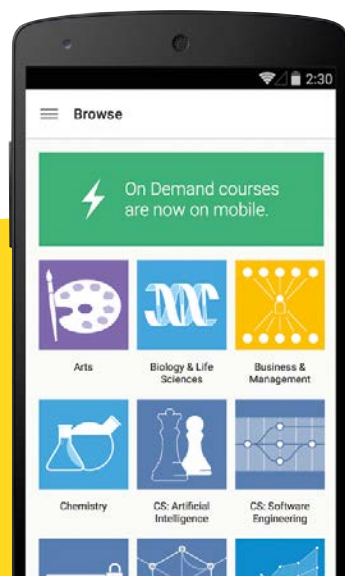 2:30
Browse
On Demand courses
are now on mobile.
Arts
Biology & Life
Sciences
Business &
Management
Chemistry
CS: Artificial
Intelligence
CS: Software
Engineering